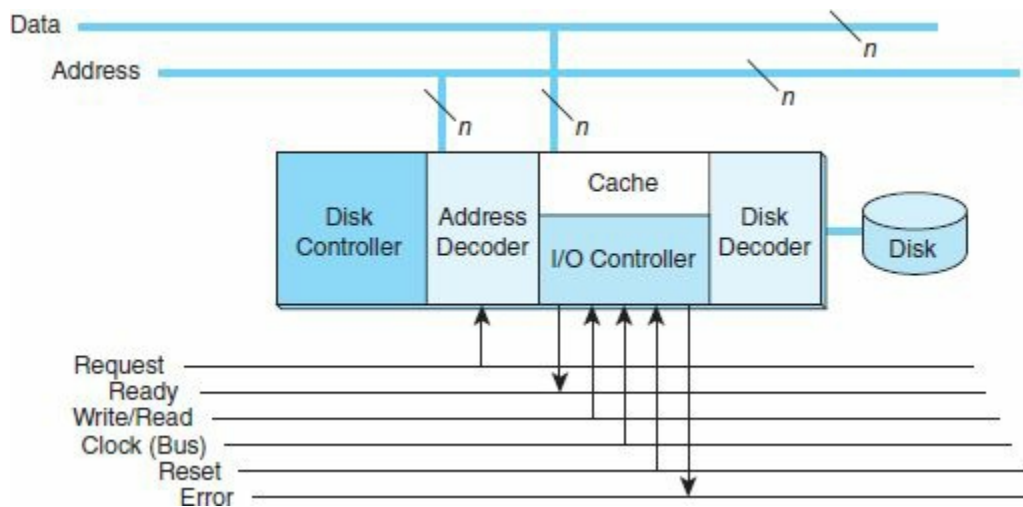 Data
n
Address
n
n
n
Disk
Controller
Address
Decoder
Cache
I/O Controller
Disk
Decoder
Disk
Request
Ready
Write/Read
Clock (Bus)
Reset
Error